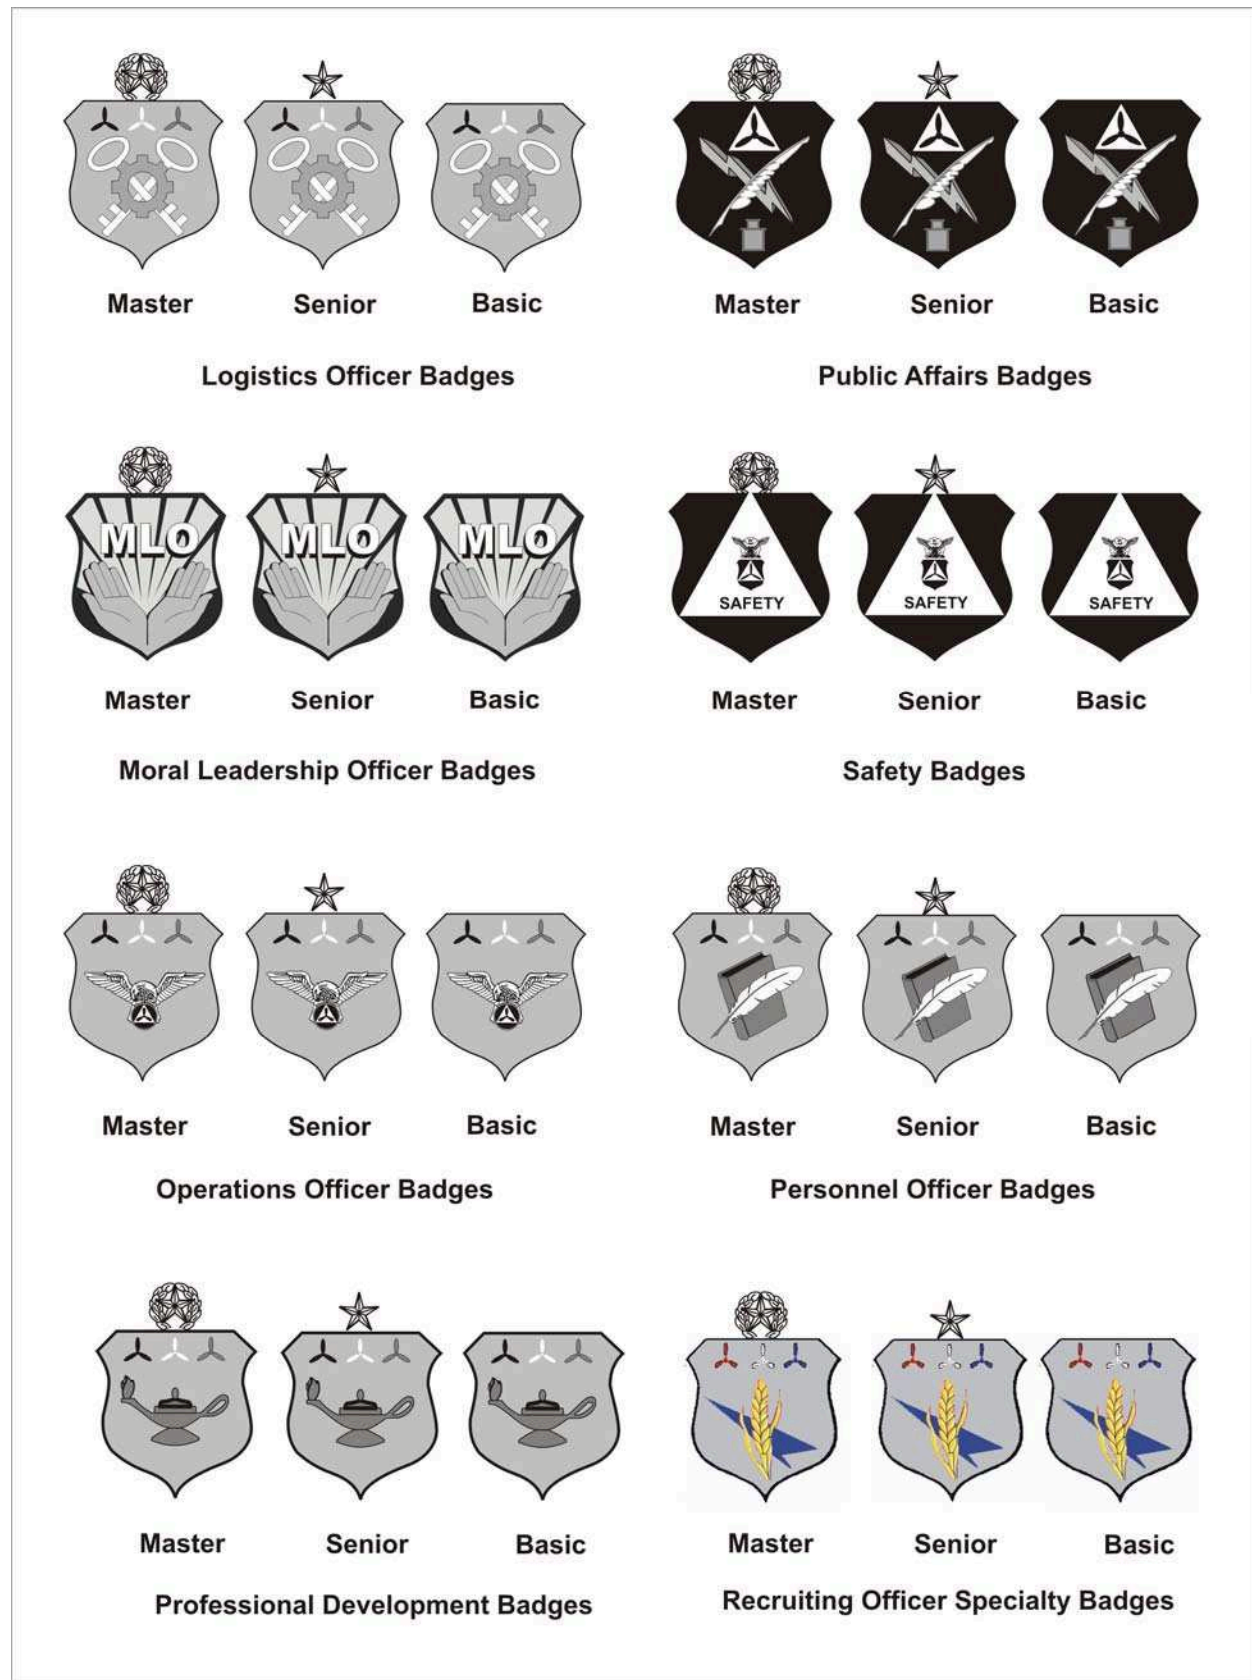 Master Senior Basic
Logistics Officer Badges
Master Senior Basic
Public Affairs Badges
MLO MLO MLO
Master Senior Basic
Moral Leadership Officer Badges
SAFETY SAFETY SAFETY
Master Senior Basic
Safety Badges
Master Senior Basic
Operations Officer Badges
Master Senior Basic
Personnel Officer Badges
Master Senior Basic
Professional Development Badges
Master Senior Basic
Recruiting Officer Specialty Badges